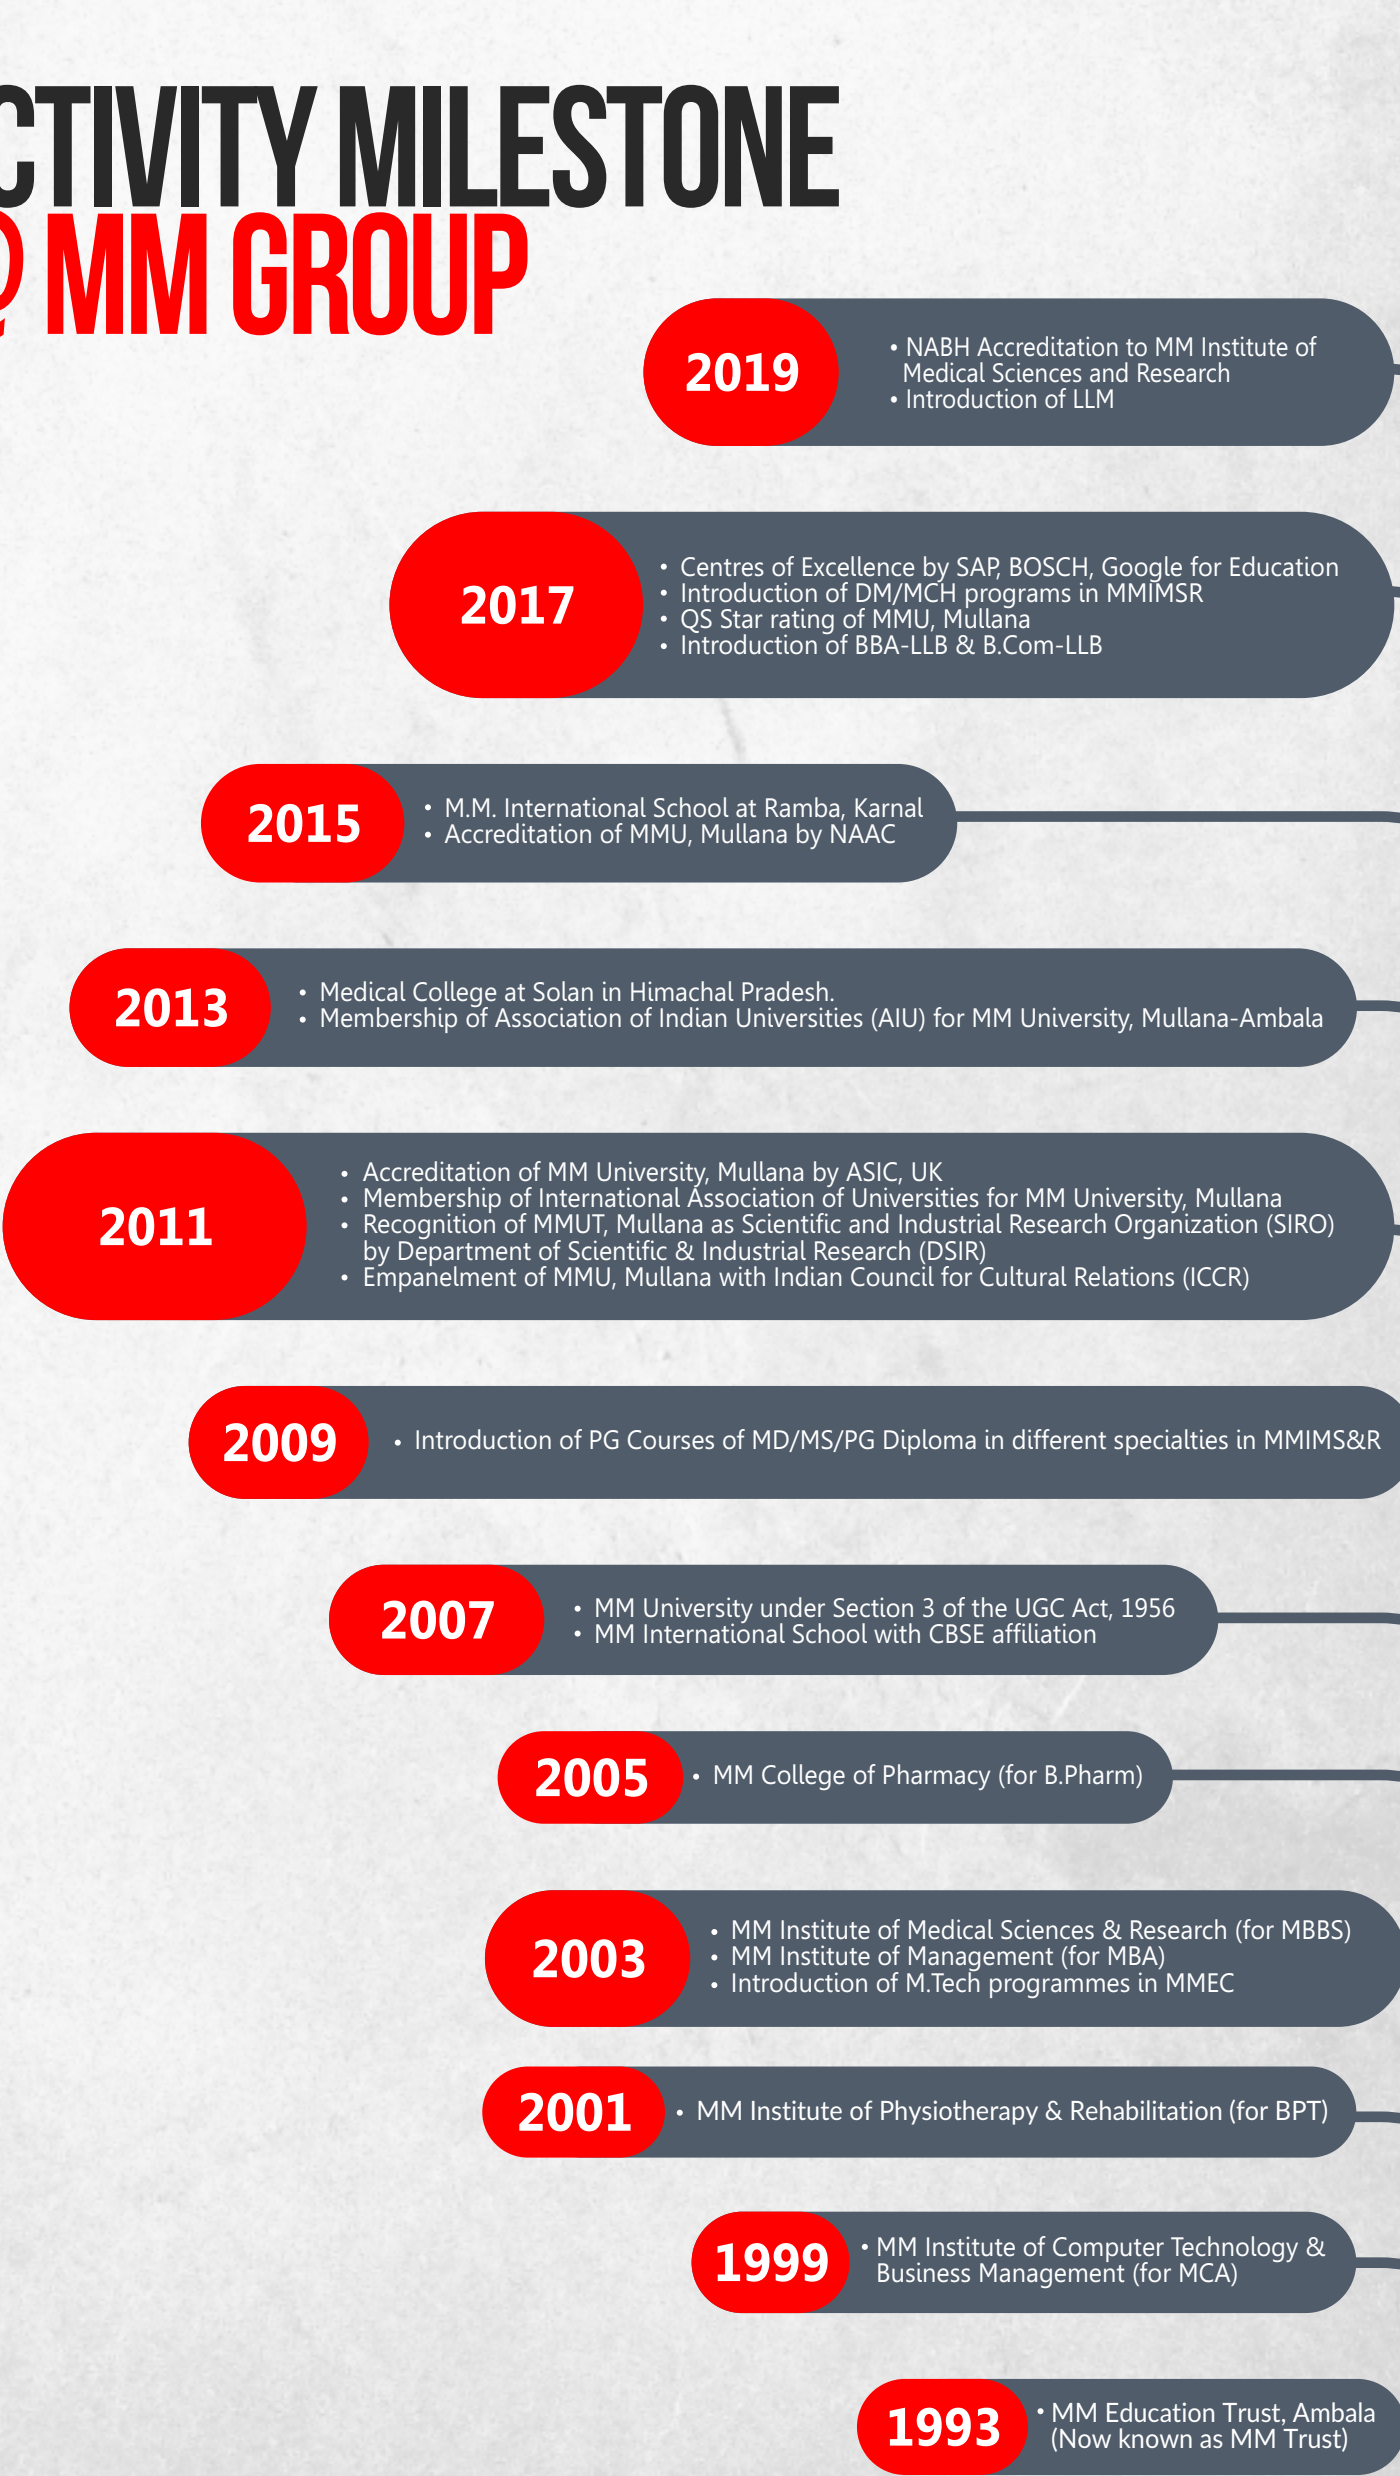 CTIVITY MILESTONE
@ MM GROUP
2019
• NABH Accreditation to MM Institute of
Medical Sciences and Research
• Introduction of LLM
2017
• Centres of Excellence by SAP, BOSCH, Google for Education
• Introduction of DM/MCH programs in MMIMSR
• QS Star rating of MMU, Mullana
• Introduction of BBA-LLB & B.Com-LLB
2015
• M.M. International School at Ramba, Karnal
• Accreditation of MMU, Mullana by NAAC
2013
• Medical College at Solan in Himachal Pradesh.
• Membership of Association of Indian Universities (AIU) for MM University, Mullana-Ambala
2011
• Accreditation of MM University, Mullana by ASIC, UK
• Membership of International Association of Universities for MM University, Mullana
• Recognition of MMUT, Mullana as Scientific and Industrial Research Organization (SIRO)
by Department of Scientific & Industrial Research (DSIR)
• Empanelment of MMU, Mullana with Indian Council for Cultural Relations (ICCR)
2009
• Introduction of PG Courses of MD/MS/PG Diploma in different specialties in MMIMS&R
2007
• MM University under Section 3 of the UGC Act, 1956
• MM International School with CBSE affiliation
2005
• MM College of Pharmacy (for B.Pharm)
2003
• MM Institute of Medical Sciences & Research (for MBBS)
• MM Institute of Management (for MBA)
• Introduction of M.Tech programmes in MMEC
2001
• MM Institute of Physiotherapy & Rehabilitation (for BPT)
1999
• MM Institute of Computer Technology &
Business Management (for MCA)
1993
• MM Education Trust, Ambala
(Now known as MM Trust)